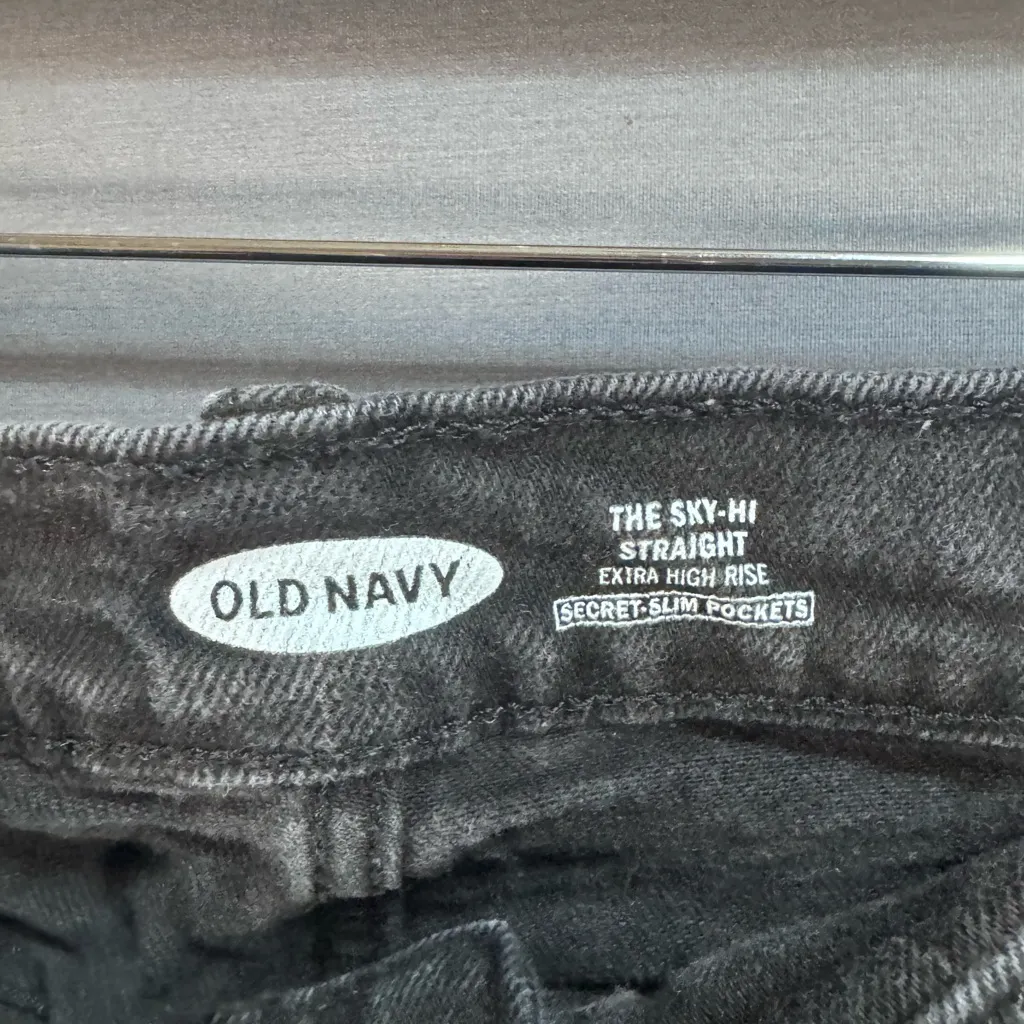 OLD NAVY
THE SKY-HI
STRAIGHT
EXTRA HIGH RISE
SECRET-SLIM POCKETS